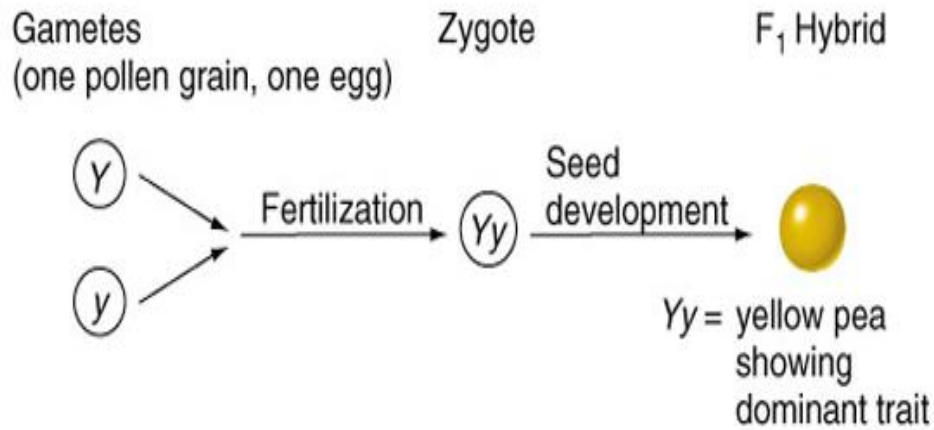 Gametes
(one pollen grain, one egg)
Zygote
F₁ Hybrid
Y
y
Fertilization
Yy
Seed
development
Yy = yellow pea
showing
dominant trait